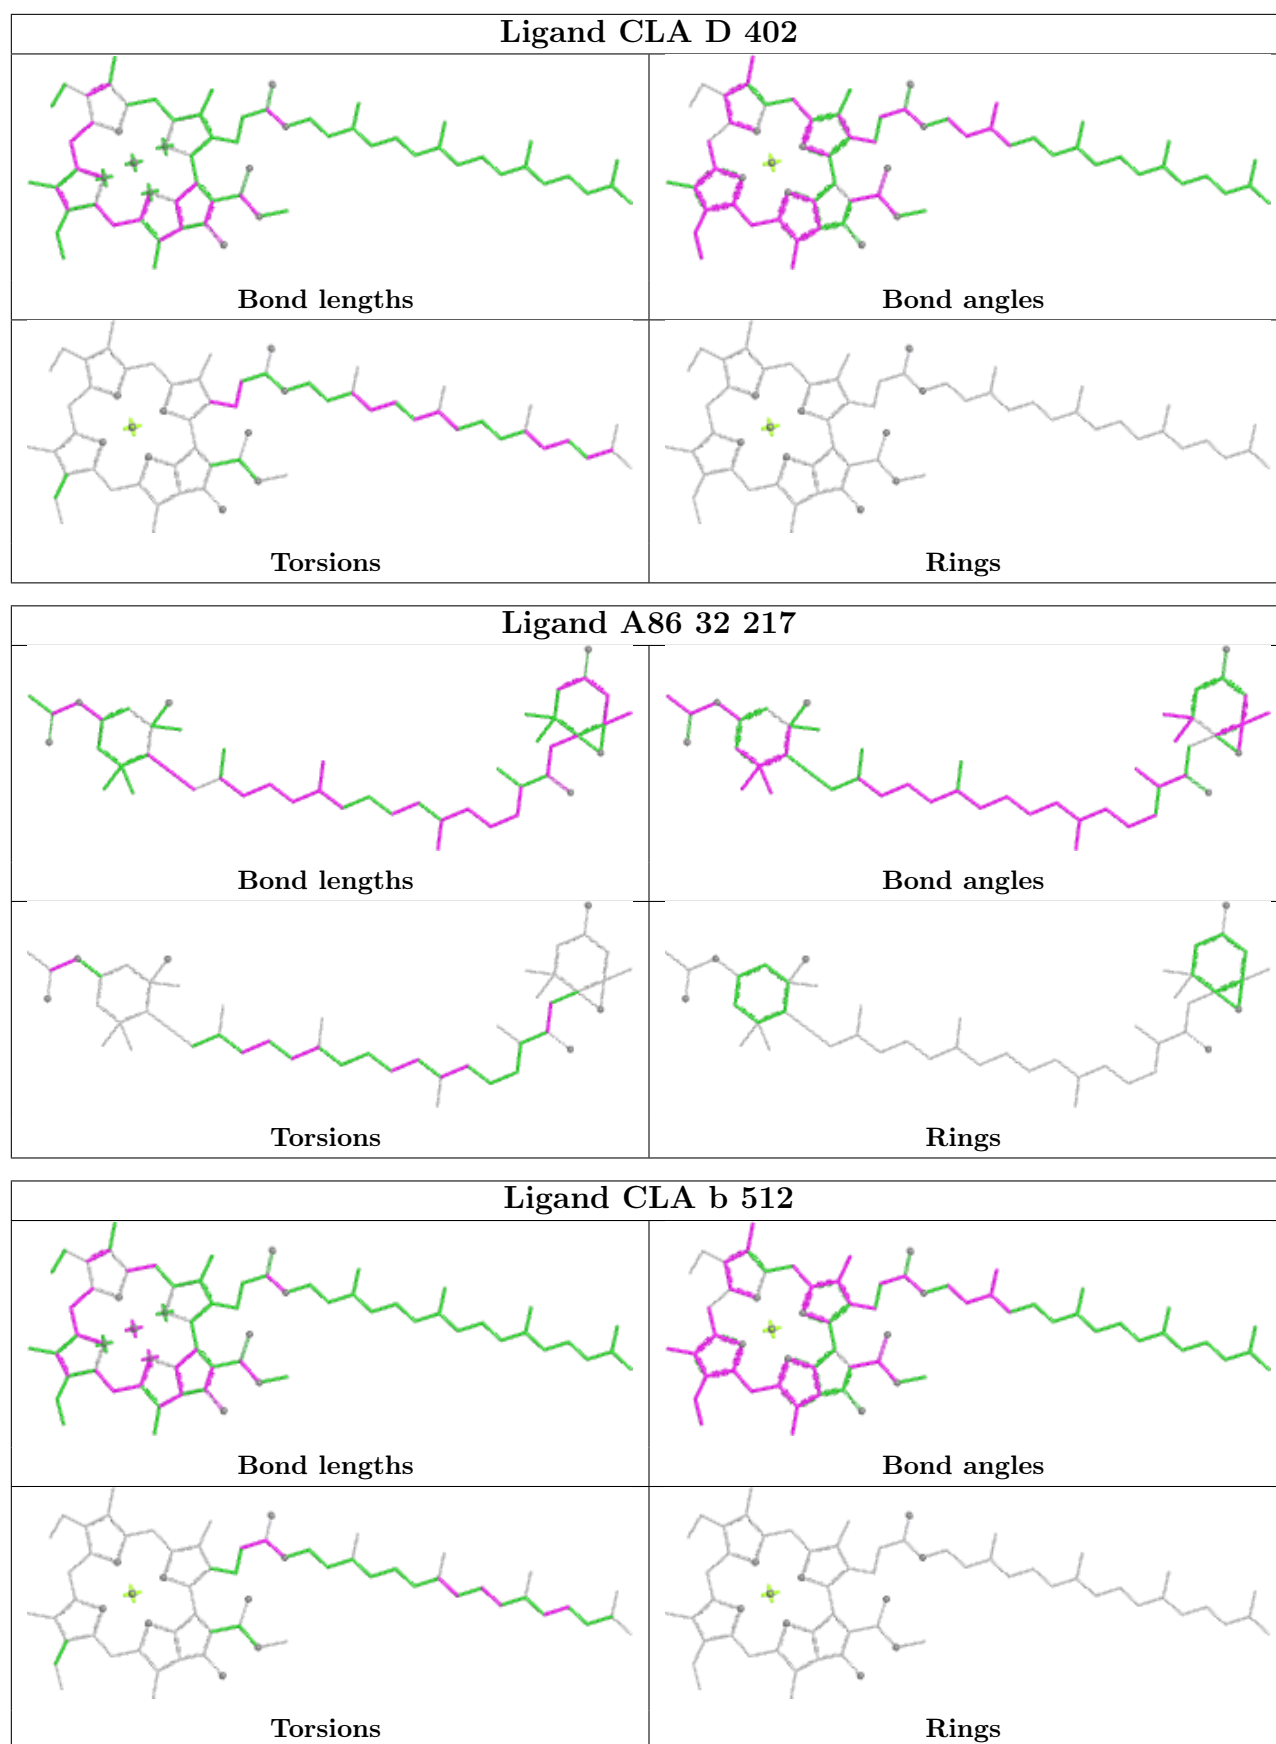 Ligand CLA D 402
Bond lengths
Bond angles
Torsions
Rings
Ligand A86 32 217
Bond lengths
Bond angles
Torsions
Rings
Ligand CLA b 512
Bond lengths
Bond angles
Torsions
Rings